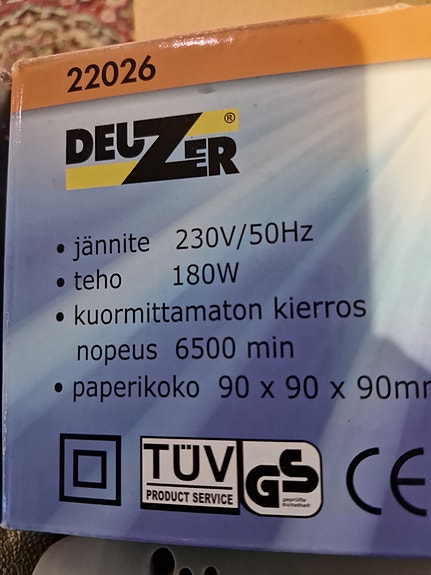 22026
DEUZER ®
• jännite 230V/50Hz
• teho 180W
• kuormittamaton kierros
nopeus 6500 min
• paperikoko 90 x 90 x 90mm
TÜV
PRODUCT SERVICE
GS
geprüfte
Sicherheit
CE